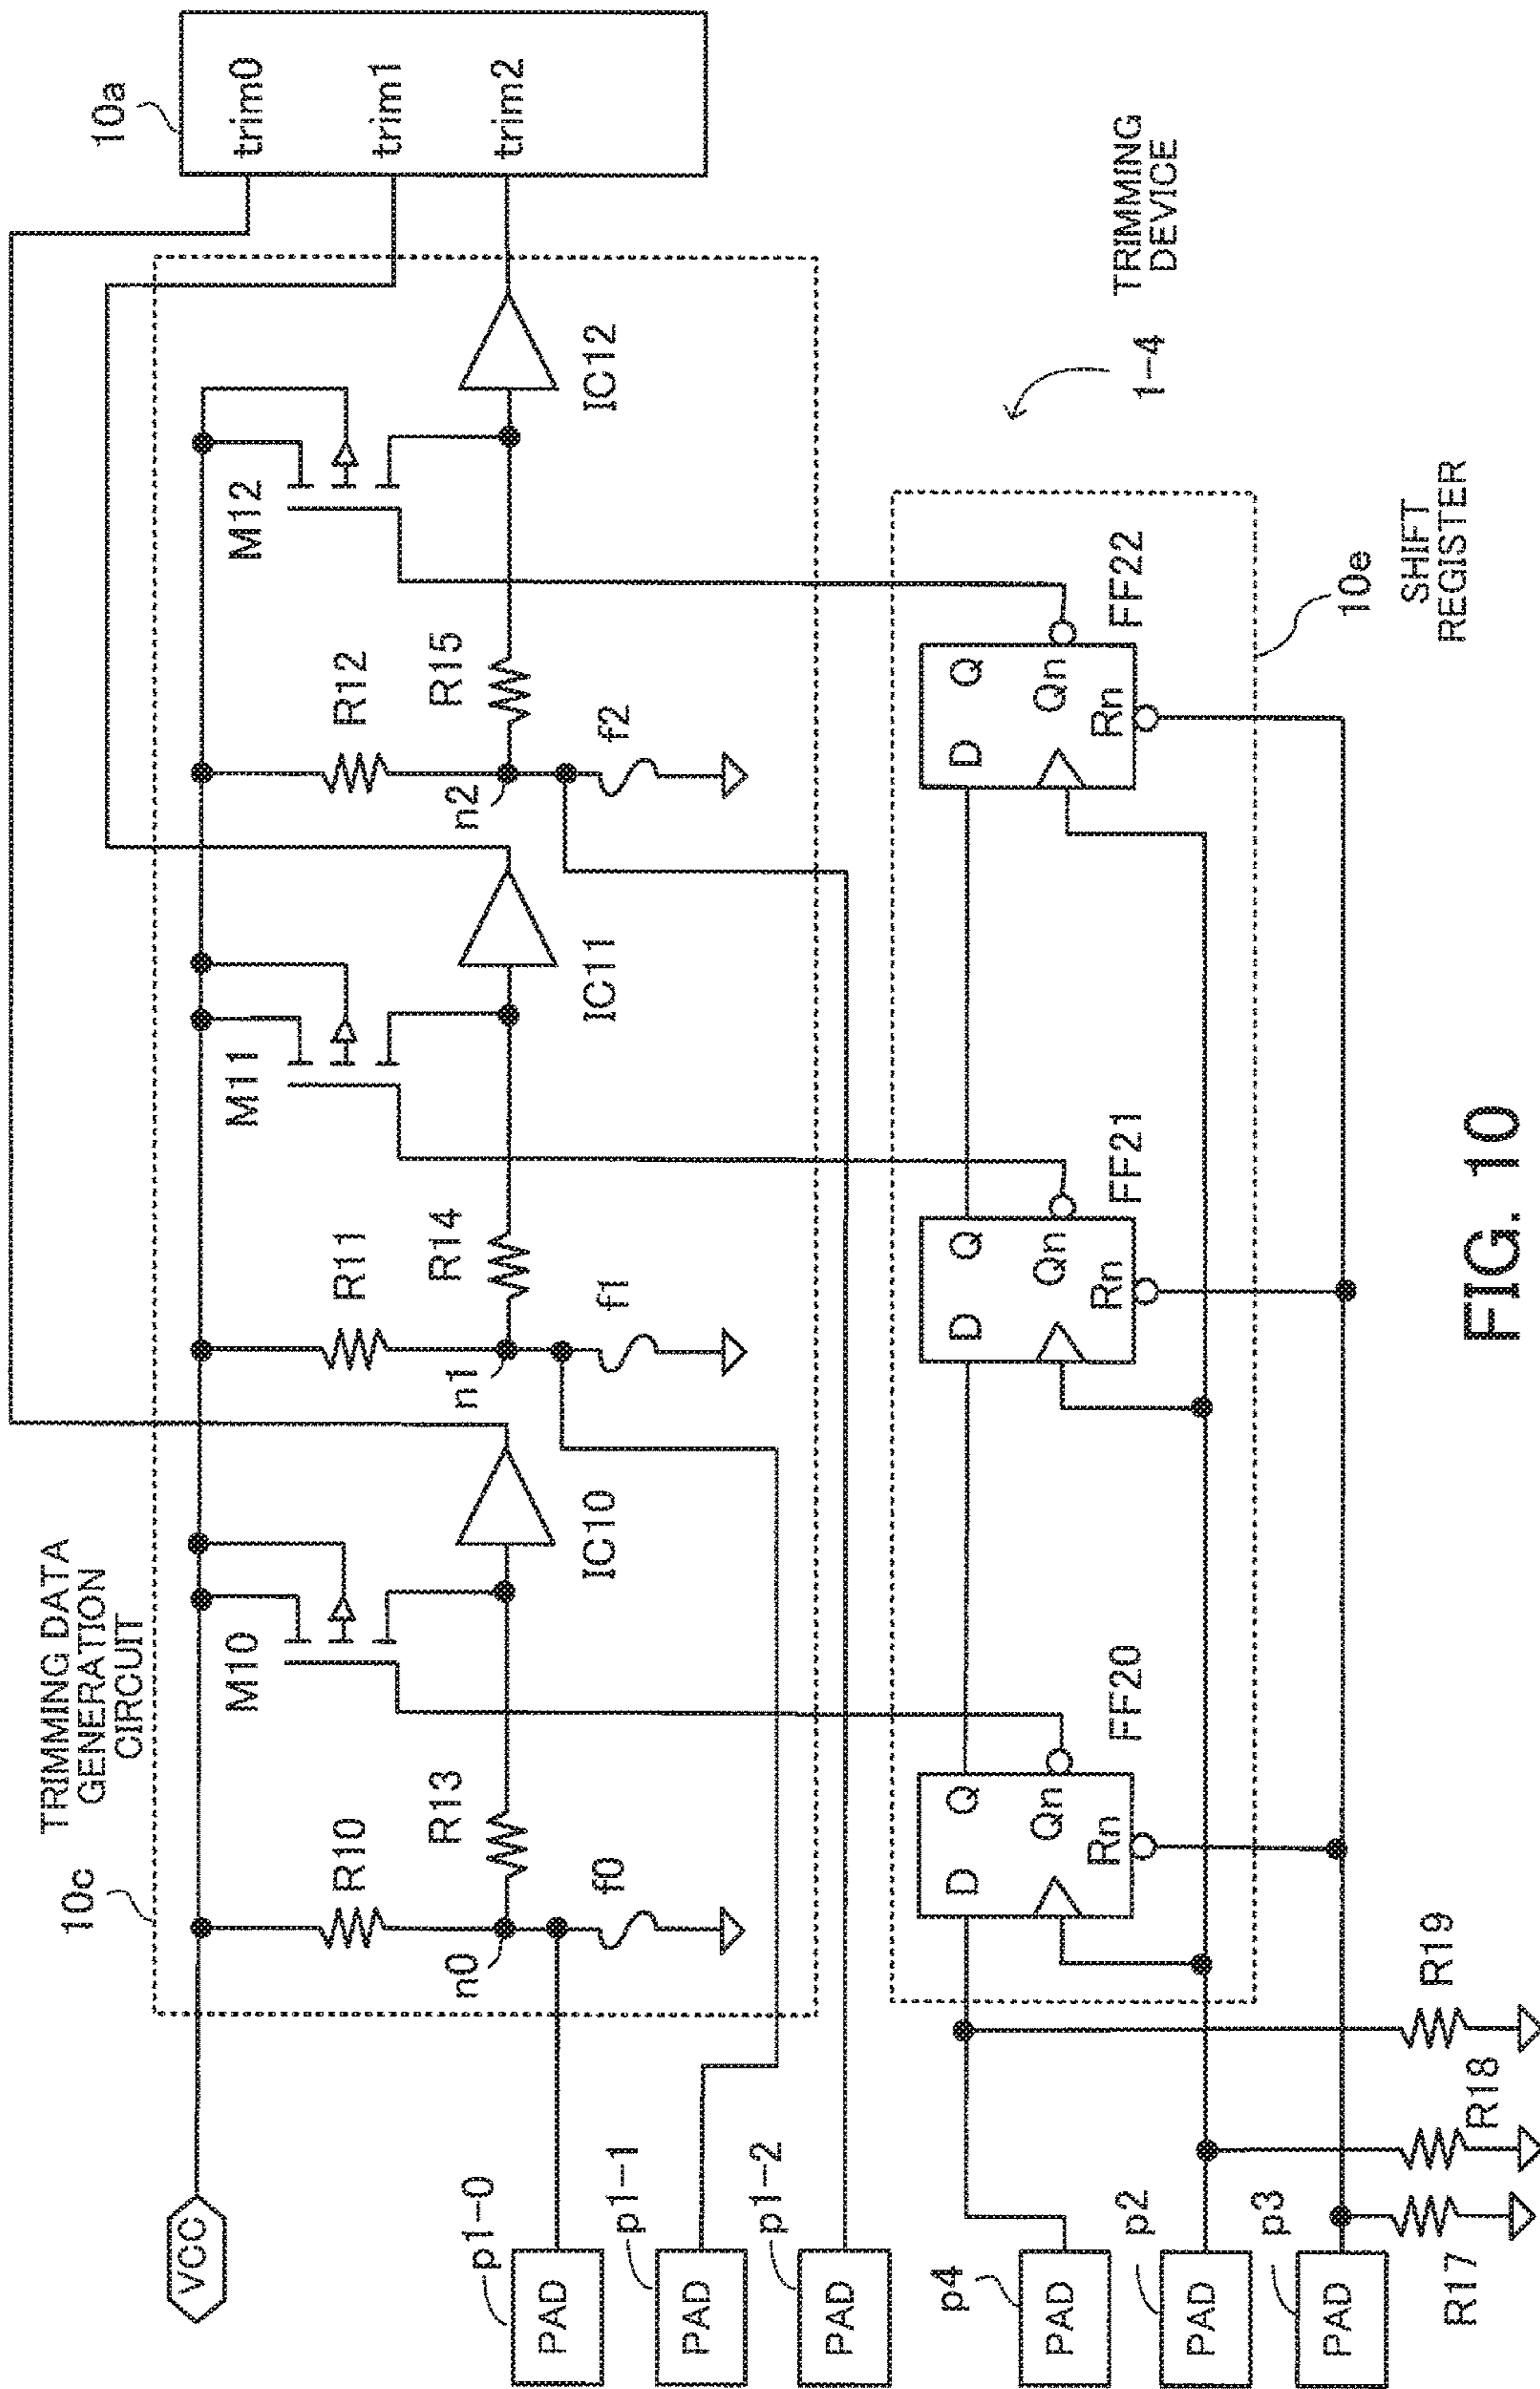 TRIMMING DATA
GENERATION
CIRCUIT
10c
10a
VCC
trim0
trim1
trim2
M10
M11
M12
R10
R11
R12
R13
R14
R15
n0
n1
n2
f0
f1
f2
IC10
IC11
IC12
p1-0
PAD
p1-1
PAD
p1-2
PAD
p4
PAD
p2
PAD
p3
PAD
D
Q
Qn
Rn
FF20
D
Q
Qn
Rn
FF21
D
Q
Qn
Rn
FF22
1-4
TRIMMING
DEVICE
10e
SHIFT
REGISTER
R17
R18
R19
FIG. 10